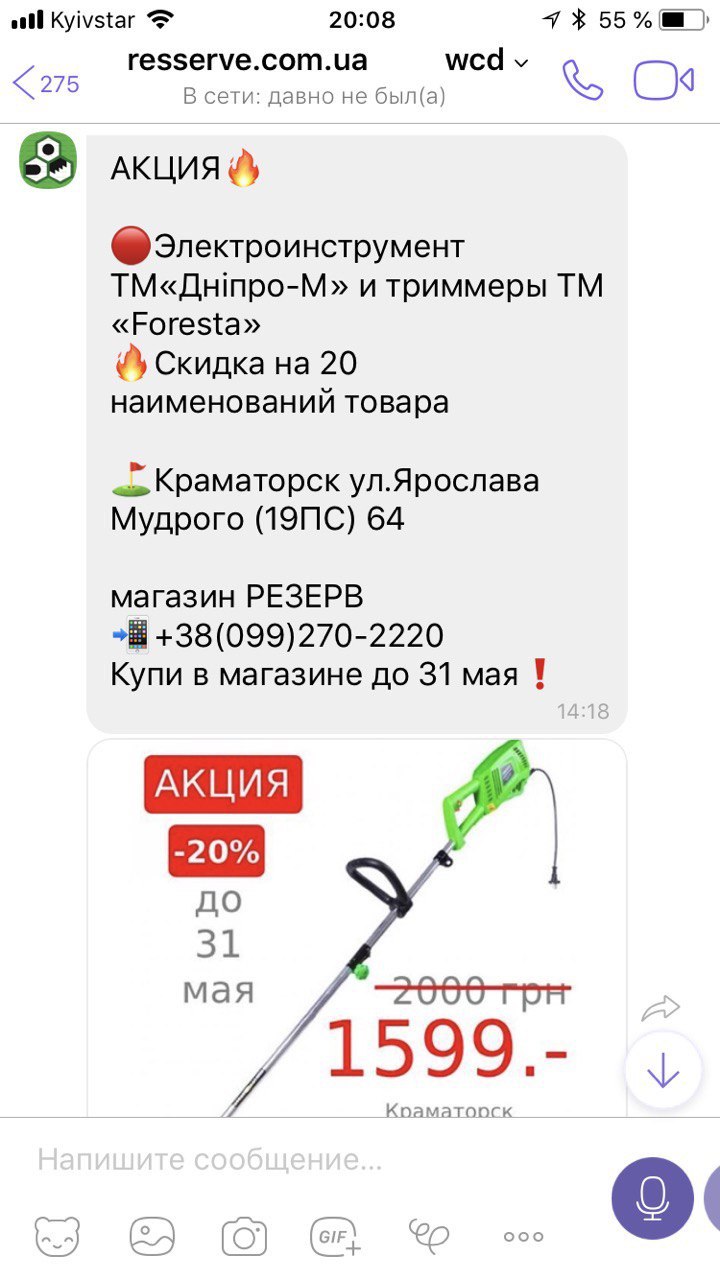 Kyivstar 20:08 55 %
275 resserve.com.ua wcd
В сети: давно не был(а)
АКЦИЯ🔥
🔴Электроинструмент
ТМ«Дніпро-М» и триммеры ТМ
«Foresta»
🔥Скидка на 20
наименований товара
⛳Краматорск ул.Ярослава
Мудрого (19ПС) 64
магазин РЕЗЕРВ
📲+38(099)270-2220
Купи в магазине до 31 мая❗
14:18
АКЦИЯ
-20%
до
31
мая
2000 грн
1599.-
Краматорск
Напишите сообщение...
GIF